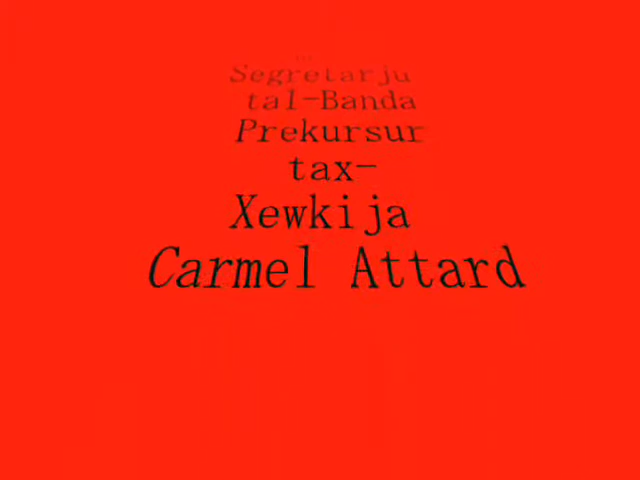 Segretarju
tal-Banda
Prekursur
tax-
Xewkija
Carmel Attard